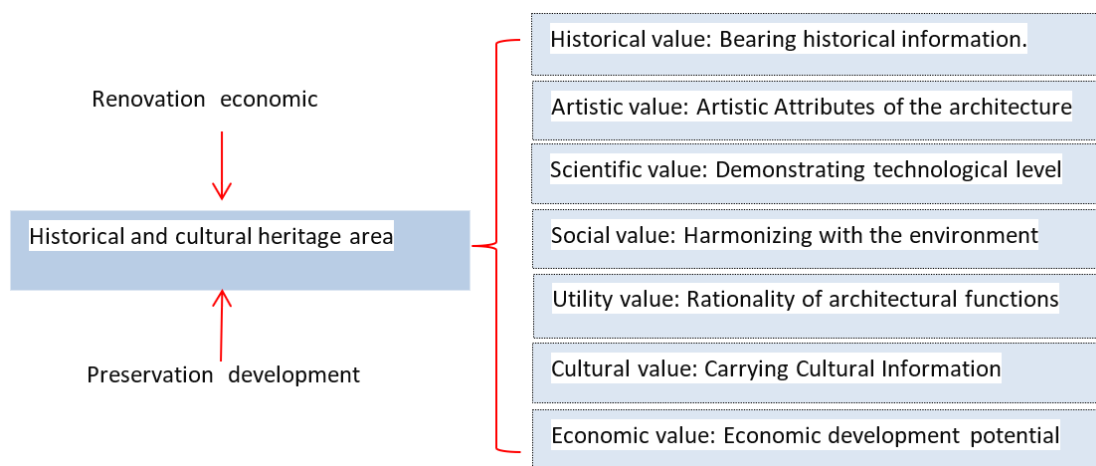 Renovation economic
Historical and cultural heritage area
Preservation development
Historical value: Bearing historical information.
Artistic value: Artistic Attributes of the architecture
Scientific value: Demonstrating technological level
Social value: Harmonizing with the environment
Utility value: Rationality of architectural functions
Cultural value: Carrying Cultural Information
Economic value: Economic development potential